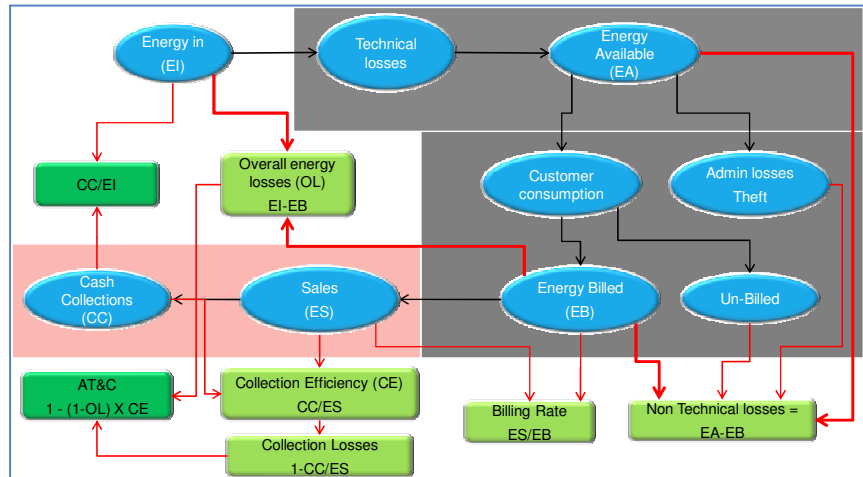 Energy in
(EI)
Technical
losses
Energy
Available
(EA)
CC/EI
Overall energy
losses (OL)
EI-EB
Customer
consumption
Admin losses
Theft
Cash
Collections
(CC)
Sales
(ES)
Energy Billed
(EB)
Un-Billed
AT&C
1 - (1-OL) X CE
Collection Efficiency (CE)
CC/ES
Billing Rate
ES/EB
Non Technical losses =
EA-EB
Collection Losses
1-CC/ES